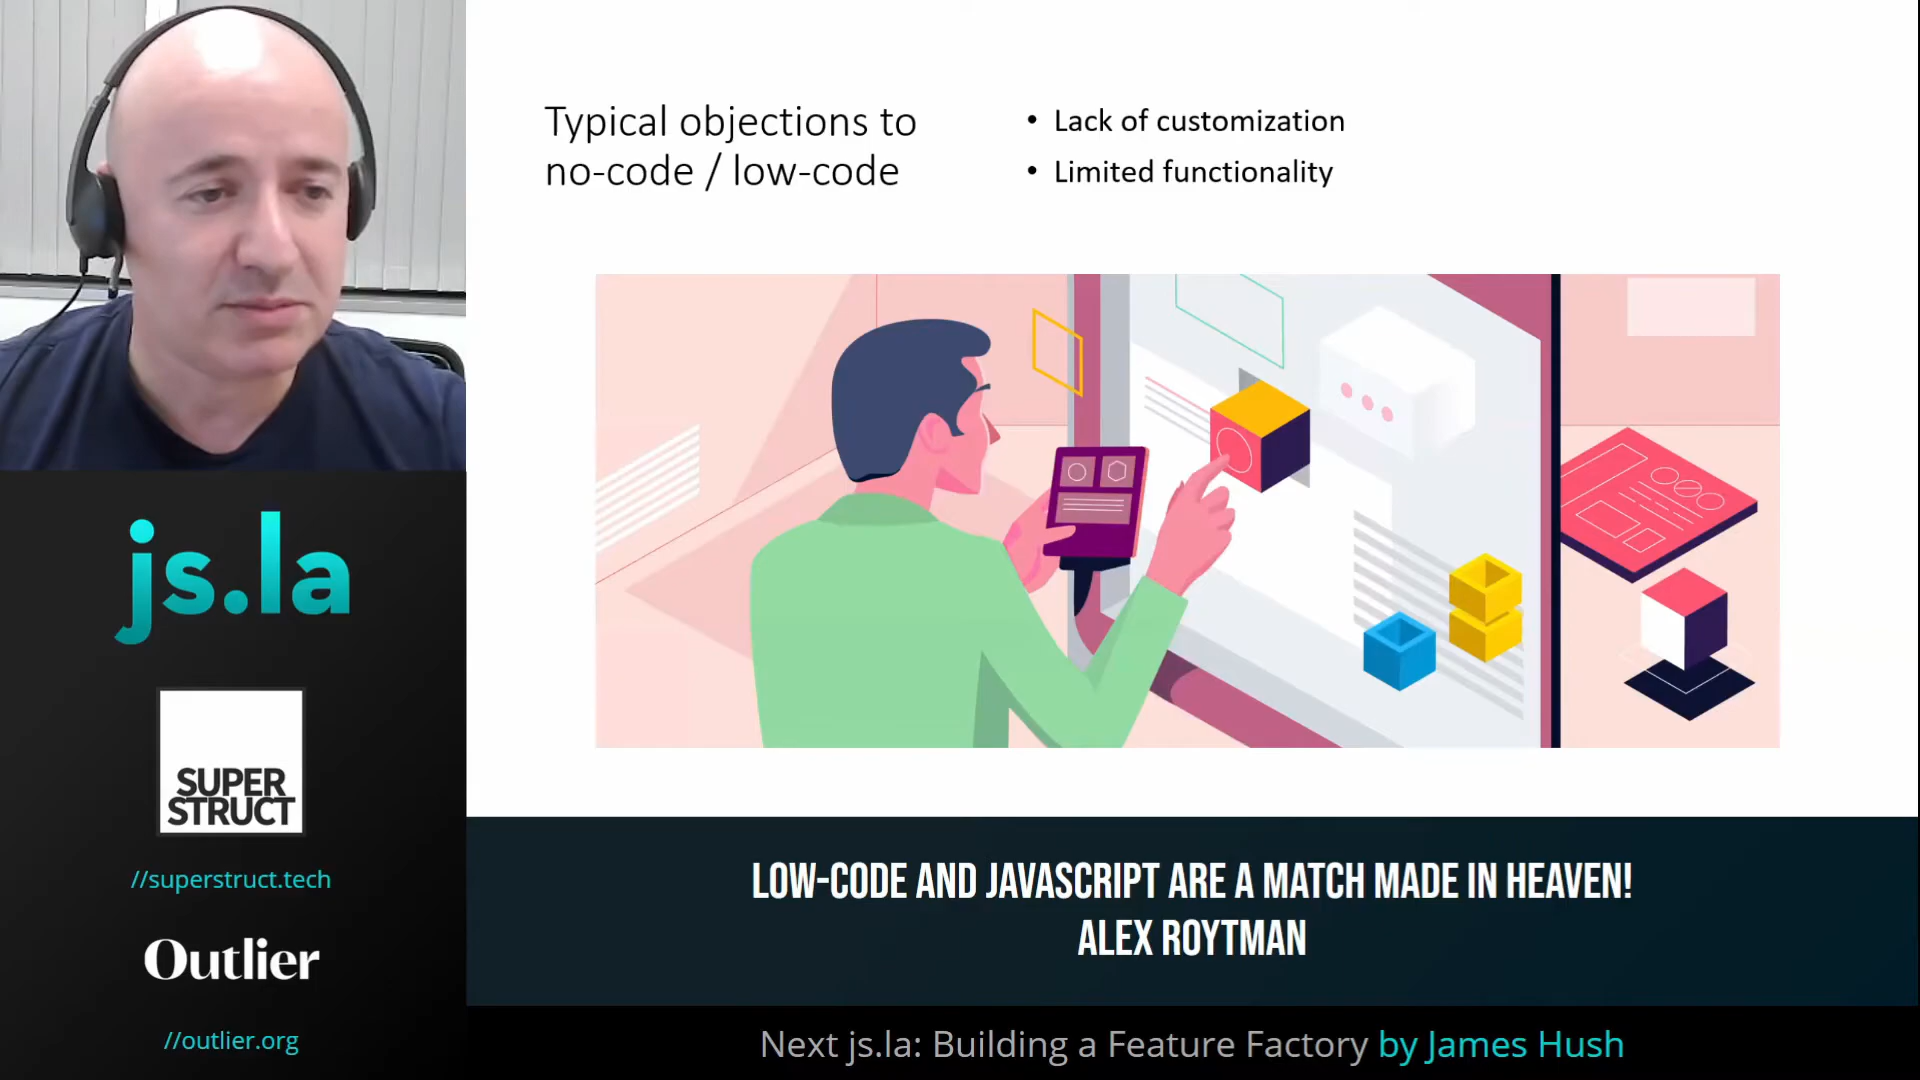 Typical objections to
no-code / low-code
• Lack of customization
• Limited functionality
js.la
SUPER
STRUCT
//superstruct.tech
Outlier
//outlier.org
LOW-CODE AND JAVASCRIPT ARE A MATCH MADE IN HEAVEN!
ALEX ROYTMAN
Next js.la: Building a Feature Factory by James Hush